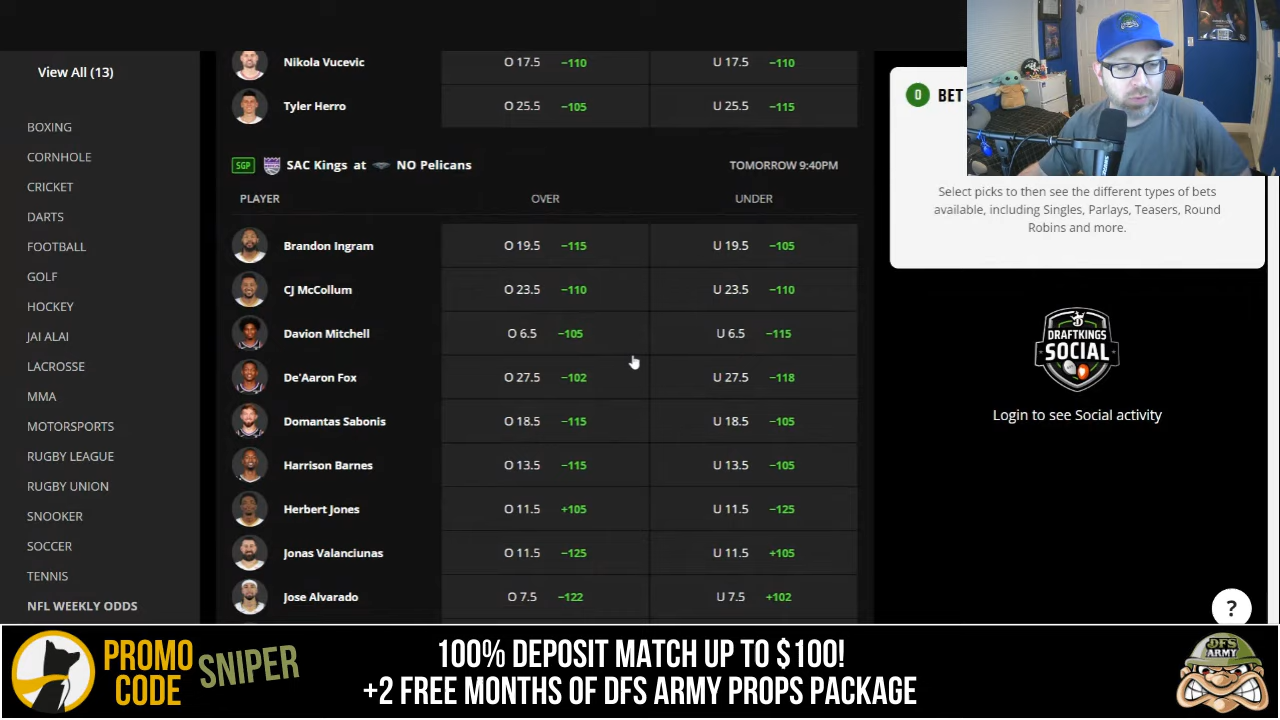 View All (13)
BOXING
CORNHOLE
CRICKET
DARTS
FOOTBALL
GOLF
HOCKEY
JAI ALAI
LACROSSE
MMA
MOTORSPORTS
RUGBY LEAGUE
RUGBY UNION
SNOOKER
SOCCER
TENNIS
NFL WEEKLY ODDS
Nikola Vucevic O 17.5 −110 U 17.5 −110
Tyler Herro O 25.5 −105 U 25.5 −115
SGP SAC Kings at NO Pelicans TOMORROW 9:40PM
PLAYER OVER UNDER
Brandon Ingram O 19.5 −115 U 19.5 −105
CJ McCollum O 23.5 −110 U 23.5 −110
Davion Mitchell O 6.5 −105 U 6.5 −115
De'Aaron Fox O 27.5 −102 U 27.5 −118
Domantas Sabonis O 18.5 −115 U 18.5 −105
Harrison Barnes O 13.5 −115 U 13.5 −105
Herbert Jones O 11.5 +105 U 11.5 −125
Jonas Valanciunas O 11.5 −125 U 11.5 +105
Jose Alvarado O 7.5 −122 U 7.5 +102
0 BET
Select picks to then see the different types of bets
available, including Singles, Parlays, Teasers, Round
Robins and more.
DRAFTKINGS
SOCIAL
Login to see Social activity
?
PROMO
CODE
SNIPER
100% DEPOSIT MATCH UP TO $100!
+2 FREE MONTHS OF DFS ARMY PROPS PACKAGE
DFS
ARMY